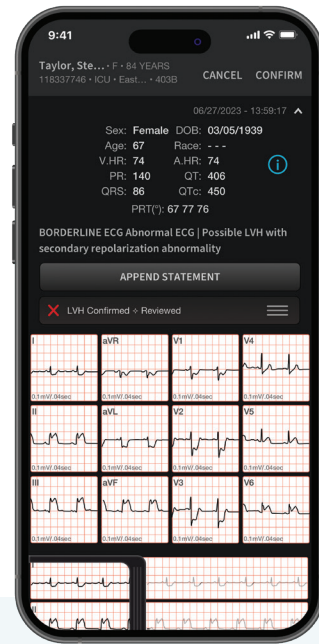 9:41
Taylor, Ste... • F • 84 YEARS
118337746 • ICU • East... • 403B
CANCEL CONFIRM
06/27/2023 - 13:59:17
Sex: Female DOB: 03/05/1939
Age: 67 Race: - - -
V.HR: 74 A.HR: 74
PR: 140 QT: 406
QRS: 86 QTc: 450
PRT(°): 67 77 76
BORDERLINE ECG Abnormal ECG | Possible LVH with
secondary repolarization abnormality
APPEND STATEMENT
LVH Confirmed ÷ Reviewed
I aVR V1 V4
0.1mV/.04sec 0.1mV/.04sec 0.1mV/.04sec 0.1mV/.04sec
II aVL V2 V5
0.1mV/.04sec 0.1mV/.04sec 0.1mV/.04sec 0.1mV/.04sec
III aVF V3 V6
0.1mV/.04sec 0.1mV/.04sec 0.1mV/.04sec 0.1mV/.04sec
I
II